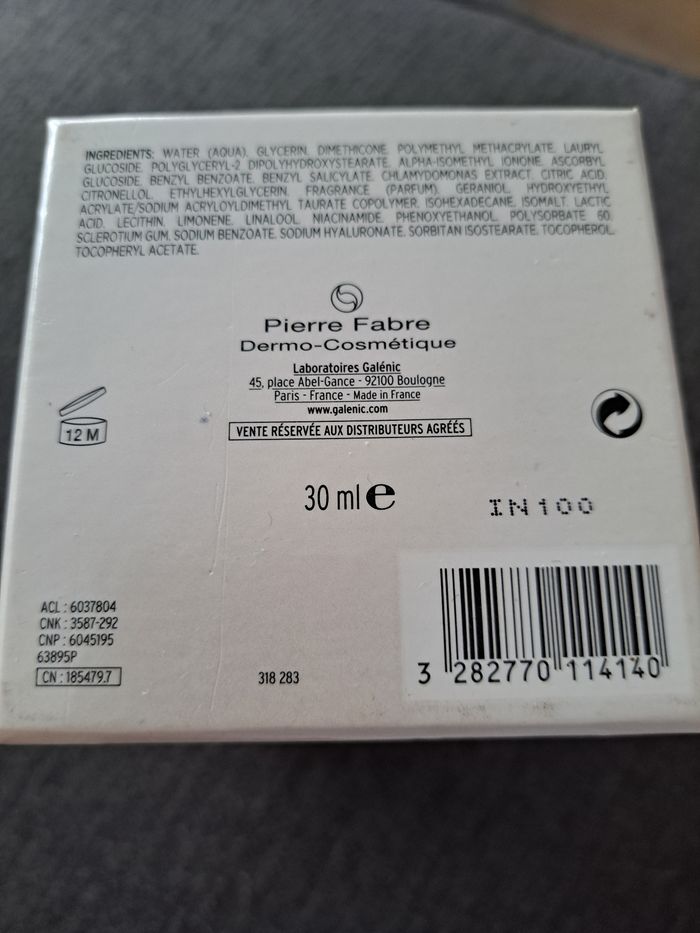 INGREDIENTS: WATER (AQUA), GLYCERIN, DIMETHICONE, POLYMETHYL METHACRYLATE, LAURYL
GLUCOSIDE, POLYGLYCERYL-2 DIPOLYHYDROXYSTEARATE, ALPHA-ISOMETHYL IONONE, ASCORBYL
GLUCOSIDE, BENZYL BENZOATE, BENZYL SALICYLATE, CHLAMYDOMONAS EXTRACT, CITRIC ACID,
CITRONELLOL, ETHYLHEXYLGLYCERIN, FRAGRANCE (PARFUM), GERANIOL, HYDROXYETHYL
ACRYLATE/SODIUM ACRYLOYLDIMETHYL TAURATE COPOLYMER, ISOHEXADECANE, ISOMALT, LACTIC
ACID, LECITHIN, LIMONENE, LINALOOL, NIACINAMIDE, PHENOXYETHANOL, POLYSORBATE 60,
SCLEROTIUM GUM, SODIUM BENZOATE, SODIUM HYALURONATE, SORBITAN ISOSTEARATE, TOCOPHEROL,
TOCOPHERYL ACETATE.
Pierre Fabre
Dermo-Cosmétique
Laboratoires Galénic
45, place Abel-Gance - 92100 Boulogne
Paris - France - Made in France
www.galenic.com
VENTE RÉSERVÉE AUX DISTRIBUTEURS AGRÉÉS
12 M
30 ml e
IN100
ACL : 6037804
CNK : 3587-292
CNP : 6045195
63895P
CN : 185479.7
318 283
3 282770 114140